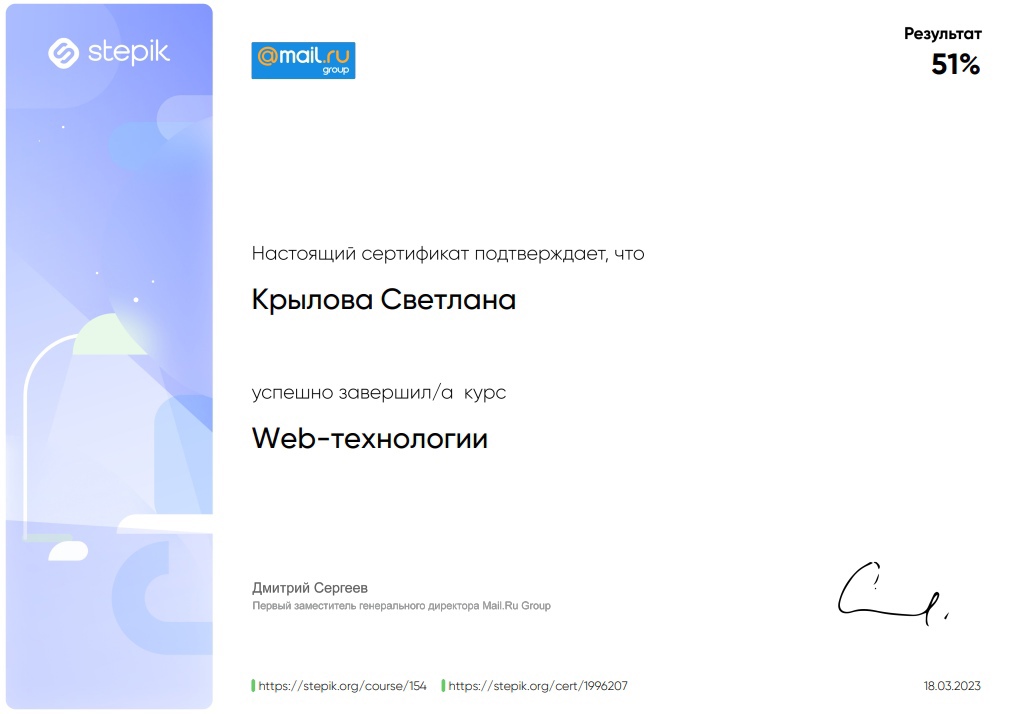 stepik
@mail.ru
group
Результат
51%
Настоящий сертификат подтверждает, что
Крылова Светлана
успешно завершил/а курс
Web-технологии
Дмитрий Сергеев
Первый заместитель генерального директора Mail.Ru Group
https://stepik.org/course/154 https://stepik.org/cert/1996207
18.03.2023